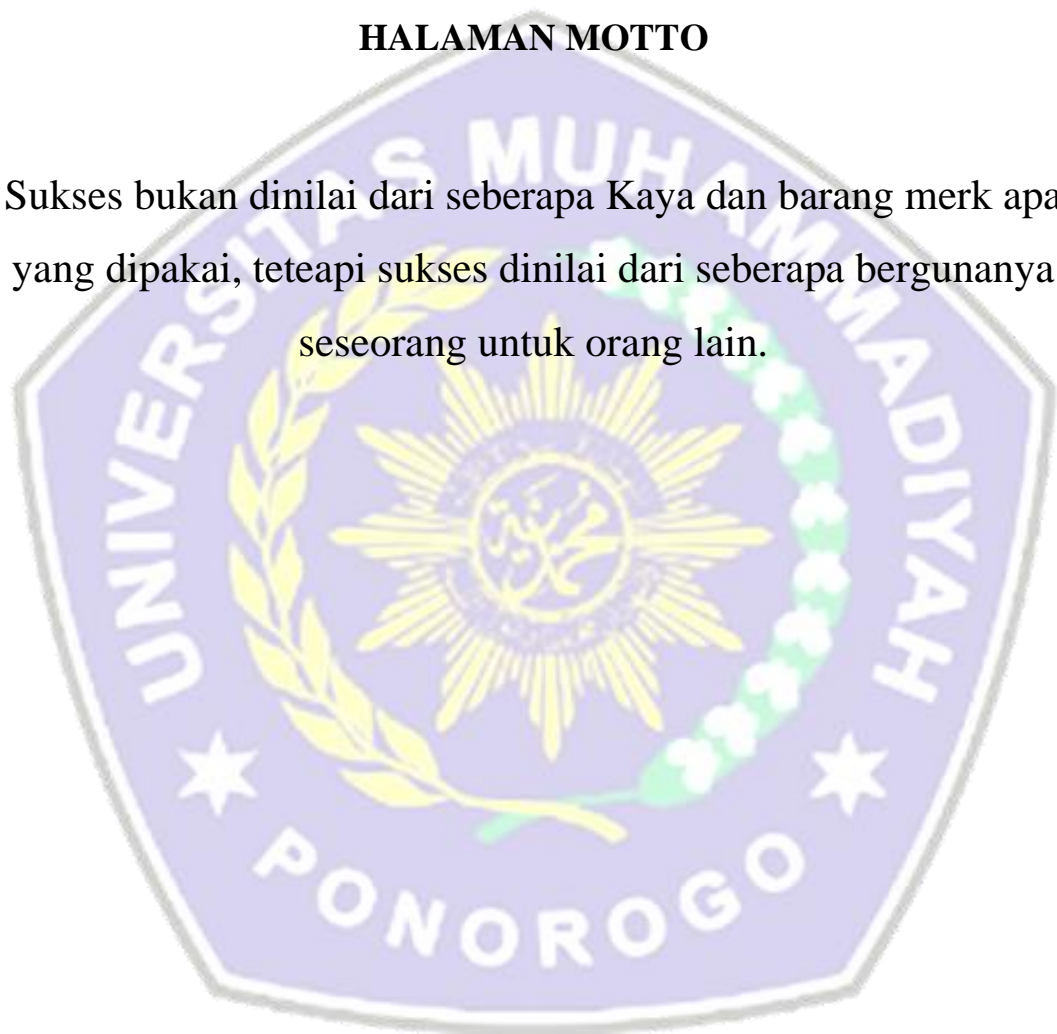 HALAMAN MOTTO
Sukses bukan dinilai dari seberapa Kaya dan barang merk apa
yang dipakai, teteapi sukses dinilai dari seberapa bergunanya
seseorang untuk orang lain.
UNIVERSITAS MUHAMMADIYAH
محمدية
PONOROGO